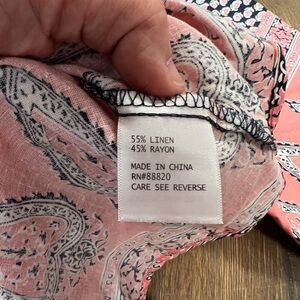 55% LINEN
45% RAYON
MADE IN CHINA
RN#88820
CARE SEE REVERSE